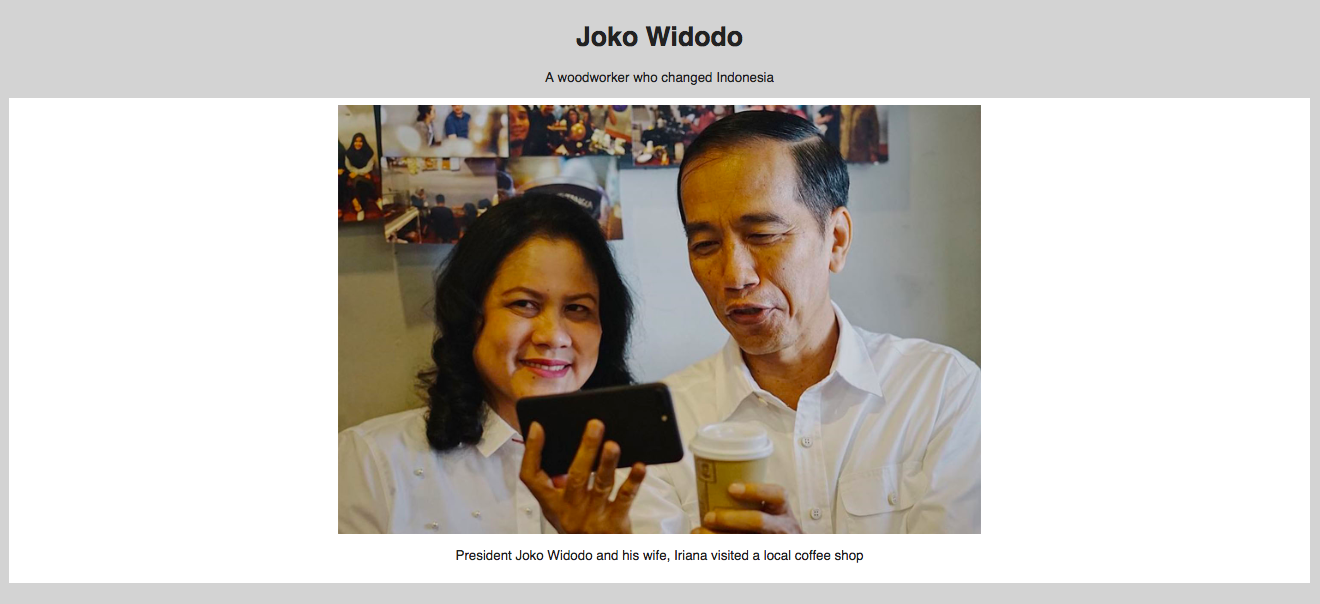 Joko Widodo
A woodworker who changed Indonesia
President Joko Widodo and his wife, Iriana visited a local coffee shop